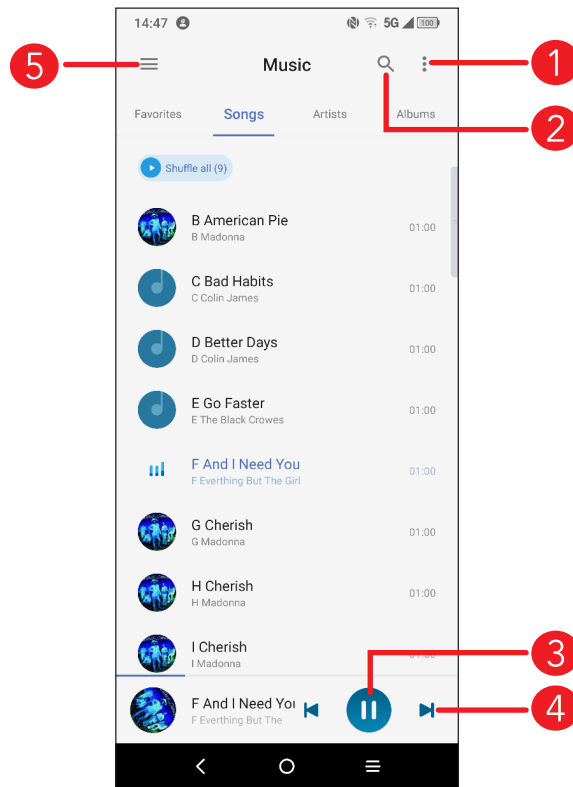 14:47 5G 100
5 Music 1
2
Favorites Songs Artists Albums
Shuffle all (9)
B American Pie
B Madonna 01:00
C Bad Habits
C Colin James 01:00
D Better Days
D Colin James 01:00
E Go Faster
E The Black Crowes 01:00
F And I Need You
F Everthing But The Girl 01:00
G Cherish
G Madonna 01:00
H Cherish
H Madonna 01:00
I Cherish
I Madonna
3
F And I Need You
F Everthing But The
4